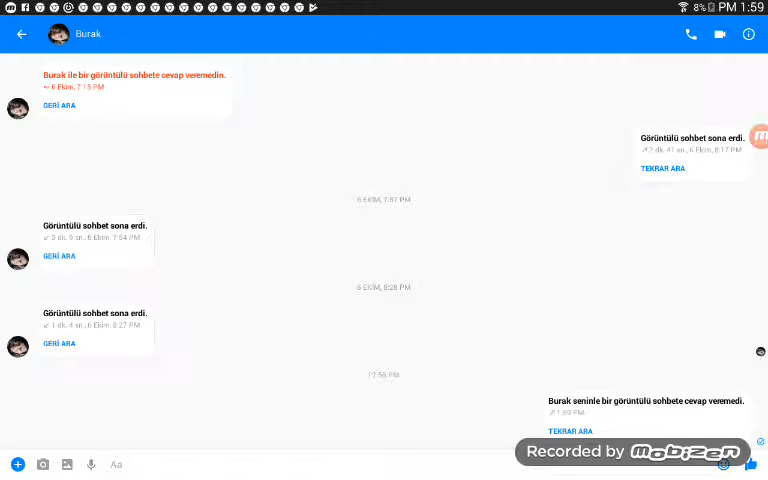 8% PM 1:59
Burak
Burak ile bir görüntülü sohbete cevap veremedin.
6 Ekim, 7:15 PM
GERİ ARA
Görüntülü sohbet sona erdi.
2 dk. 41 sn., 6 Ekim, 8:17 PM
TEKRAR ARA
6 EKİM, 7:57 PM
Görüntülü sohbet sona erdi.
9 sn., 6 Ekim, 7:54 PM
GERİ ARA
6 EKİM, 8:28 PM
Görüntülü sohbet sona erdi.
1 dk. 4 sn., 6 Ekim, 8:27 PM
GERİ ARA
12:56 PM
Burak seninle bir görüntülü sohbete cevap veremedi.
1:59 PM
TEKRAR ARA
Recorded by mobizen
Aa